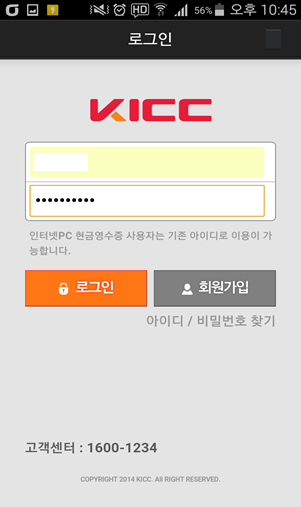 HD 56% 오후 10:45
로그인
KICC
••••••••••
인터넷PC 현금영수증 사용자는 기존 아이디로 이용이 가
능합니다.
로그인 회원가입
아이디 / 비밀번호 찾기
고객센터 : 1600-1234
COPYRIGHT 2014 KICC. All RIGHT RESERVED.